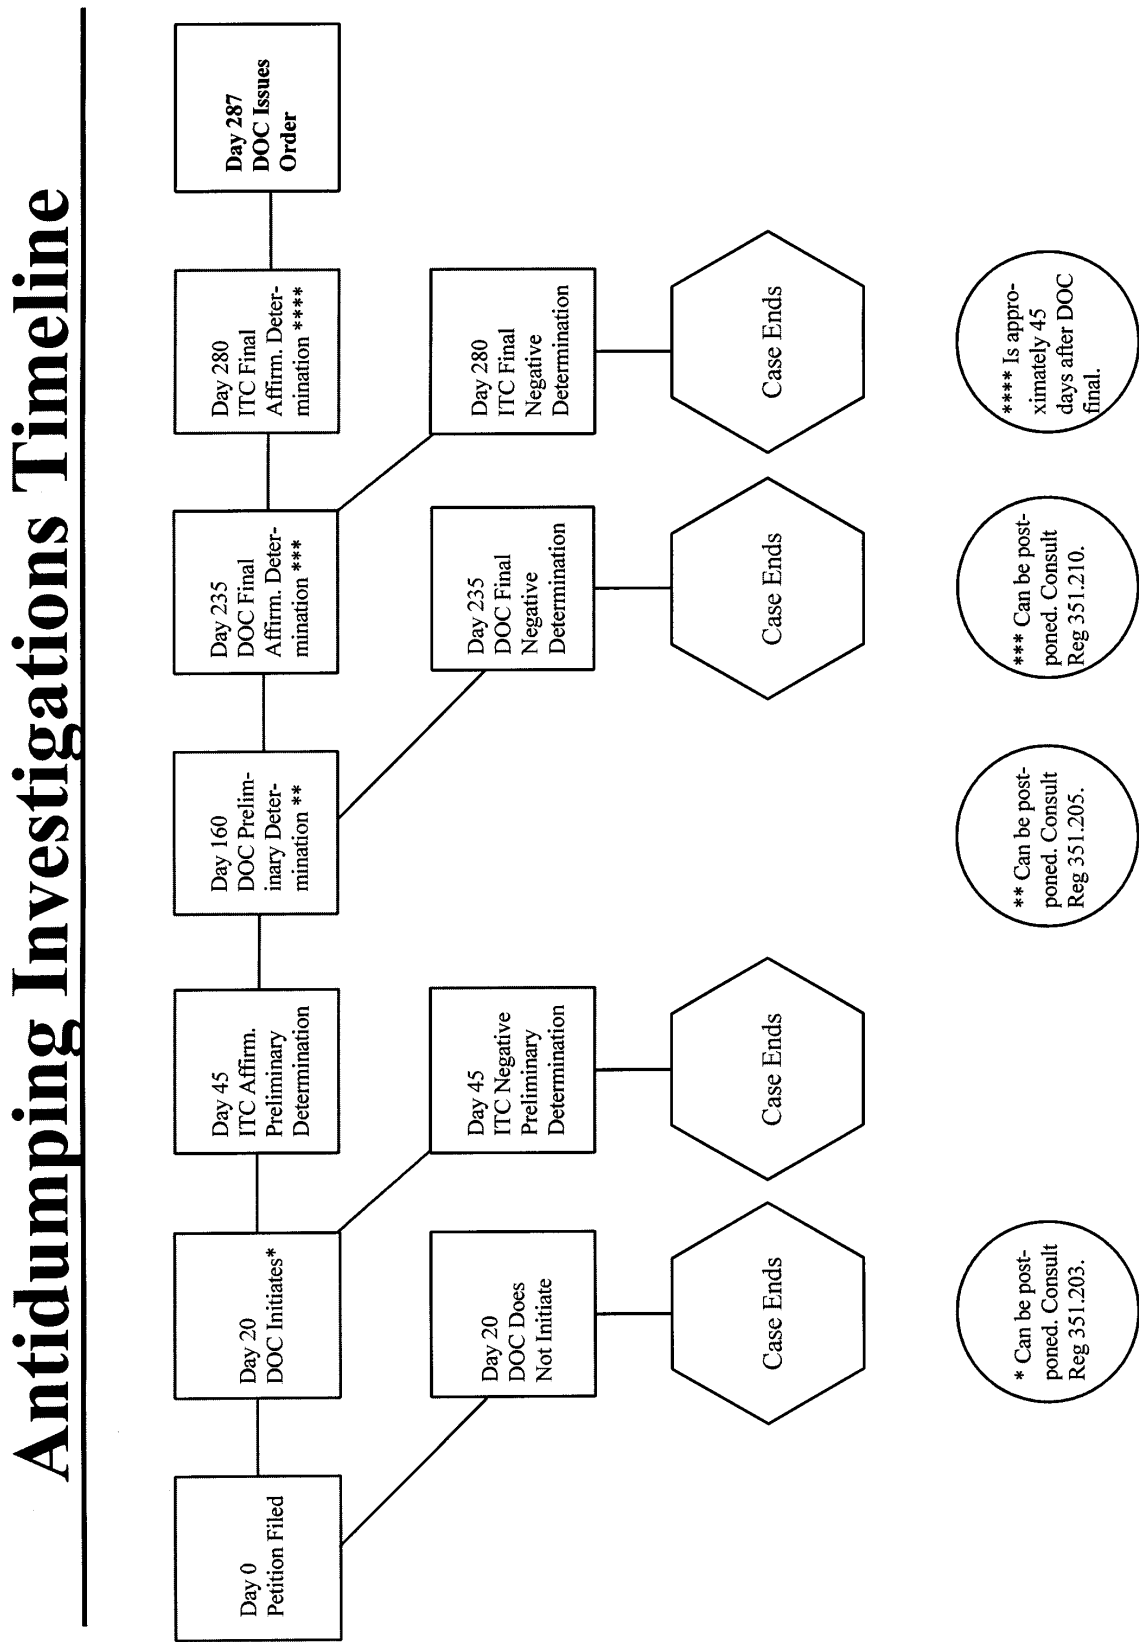 Antidumping Investigations Timeline
Day 0
Petition Filed
Day 20
DOC Initiates*
Day 45
ITC Affirm.
Preliminary
Determination
Day 160
DOC Prelim-
inary Deter-
mination **
Day 235
DOC Final
Affirm. Deter-
mination ***
Day 280
ITC Final
Affirm. Deter-
mination ****
Day 287
DOC Issues
Order
Day 20
DOC Does
Not Initiate
Day 45
ITC Negative
Preliminary
Determination
Day 235
DOC Final
Negative
Determination
Day 280
ITC Final
Negative
Determination
Case Ends
Case Ends
Case Ends
Case Ends
* Can be post-
poned. Consult
Reg 351.203.
** Can be post-
poned. Consult
Reg 351.205.
*** Can be post-
poned. Consult
Reg 351.210.
**** Is appro-
ximately 45
days after DOC
final.